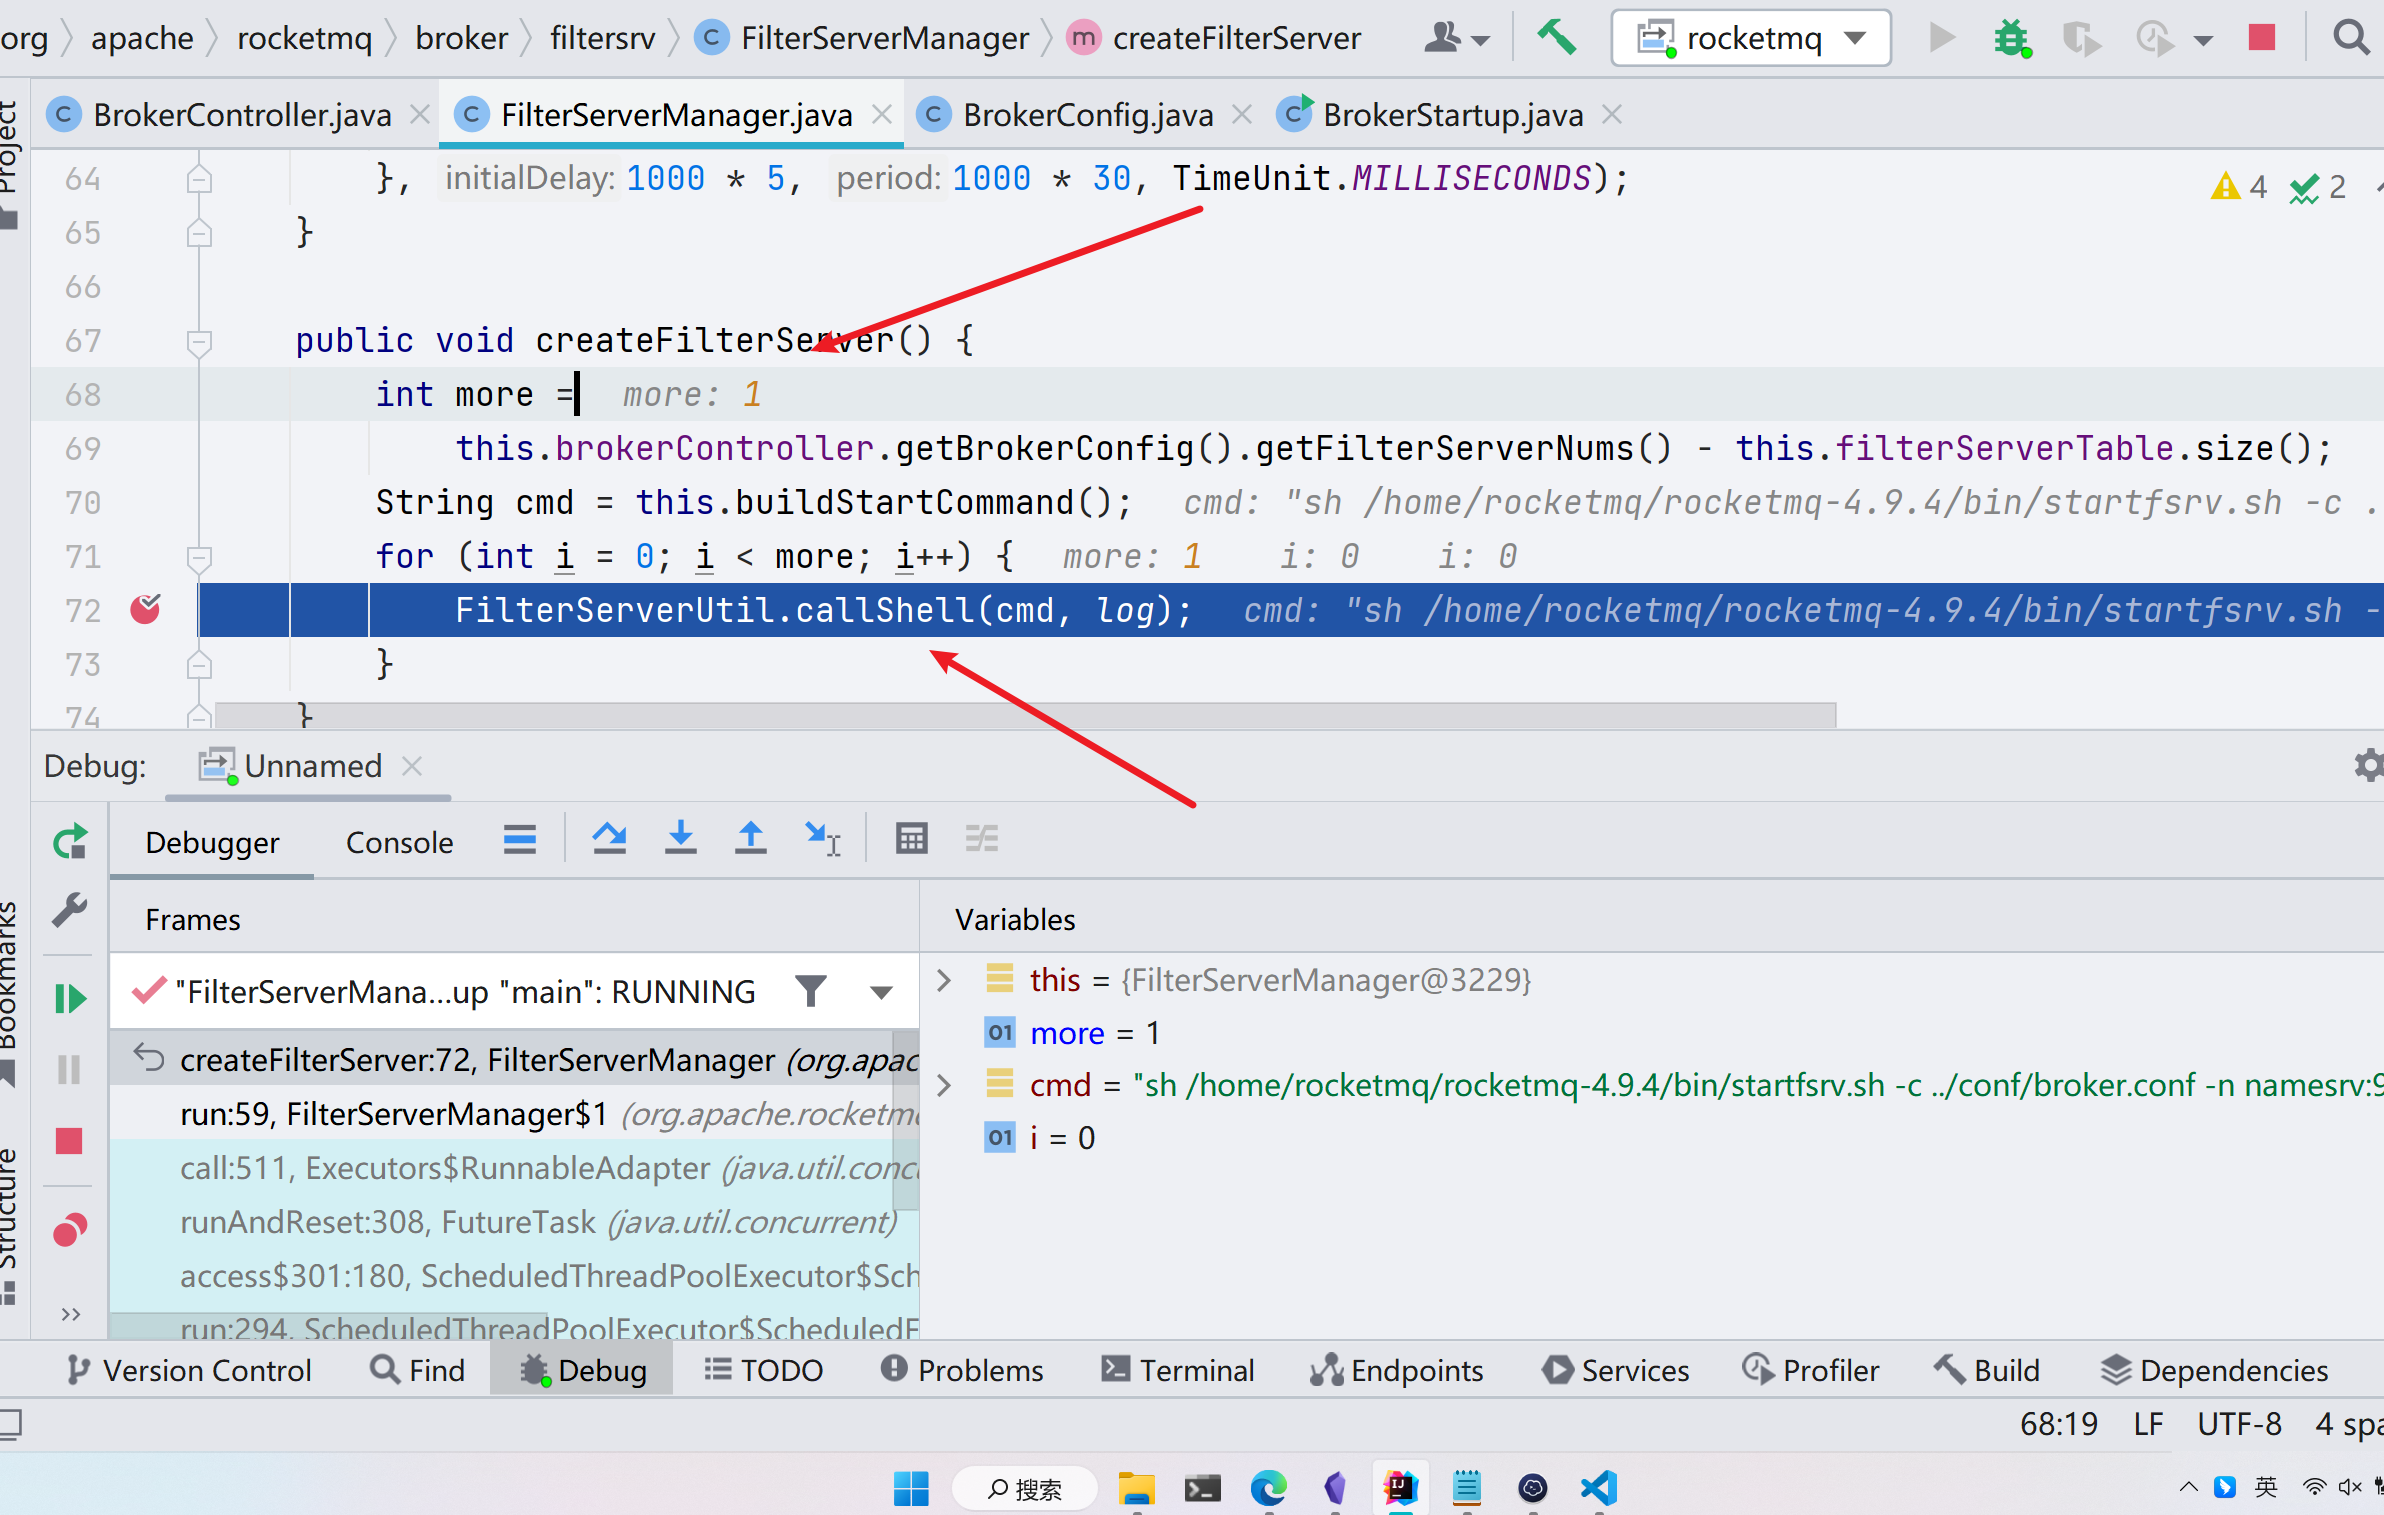 org apache rocketmq broker filtersrv C FilterServerManager m createFilterServer rocketmq
Project
C BrokerController.java C FilterServerManager.java C BrokerConfig.java C BrokerStartup.java
64 }, initialDelay: 1000 * 5, period: 1000 * 30, TimeUnit.MILLISECONDS);
4 2
65 }
66
67 public void createFilterServer() {
68 int more = more: 1
69 this.brokerController.getBrokerConfig().getFilterServerNums() - this.filterServerTable.size();
70 String cmd = this.buildStartCommand(); cmd: "sh /home/rocketmq/rocketmq-4.9.4/bin/startfsrv.sh -c .
71 for (int i = 0; i < more; i++) { more: 1 i: 0 i: 0
72 FilterServerUtil.callShell(cmd, log); cmd: "sh /home/rocketmq/rocketmq-4.9.4/bin/startfsrv.sh -
73 }
74 }
Debug: Unnamed
Debugger Console
Frames
Variables
"FilterServerMana...up "main": RUNNING
createFilterServer:72, FilterServerManager (org.apac
run:59, FilterServerManager$1 (org.apache.rocketm
call:511, Executors$RunnableAdapter (java.util.conc
runAndReset:308, FutureTask (java.util.concurrent)
access$301:180, ScheduledThreadPoolExecutor$Sch
run:294, ScheduledThreadPoolExecutor$ScheduledF
this = {FilterServerManager@3229}
01 more = 1
cmd = "sh /home/rocketmq/rocketmq-4.9.4/bin/startfsrv.sh -c ../conf/broker.conf -n namesrv:9
01 i = 0
Bookmarks
Structure
Version Control Find Debug TODO Problems Terminal Endpoints Services Profiler Build Dependencies
68:19 LF UTF-8 4 spa
搜索 IJ 英